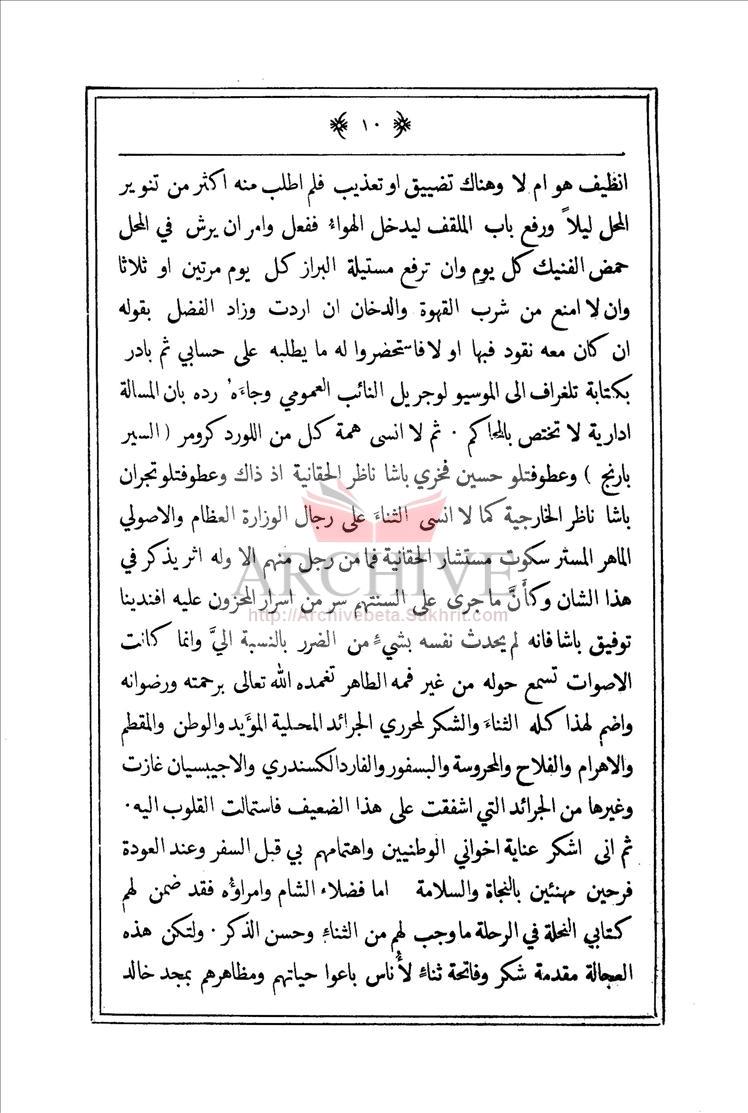 ١٠
انظيف هو ام لا وهناك تضييق او تعذيب فلم اطلب منه اكثر من تنوير
المحل ليلاً ورفع باب الملقف ليدخل الهواء ففعل وامر ان يرش في المحل
حمض الفنيك كل يوم وان ترفع مستيلة البراز كل يوم مرتين او ثلاثا
وان لا امنع من شرب القهوة والدخان ان اردت وزاد الفضل بقوله
ان كان معه نقود فبها او لا فاستحضروا له ما يطلبه على حسابي ثم بادر
بكتابة تلغراف الى الموسيو لوجريل النائب العمومي وجاءَه رده بان المسالة
ادارية لا تختص بالمحاكم ٠ ثم لا انسى همة كل من اللورد كرومر ( السير
بارنج ) وعطوفتلو حسين فخري باشا ناظر الحقانية اذ ذاك وعطوفتلو تجران
باشا ناظر الخارجية كما لا انسى الثناءَ على رجال الوزارة العظام والاصولي
الماهر المستر سكوت مستشار الحقانية فما من رجل منهم الا وله اثر يذكر في
هذا الشان وكأنَّ ما جرى على السنتهم سر من اسرار المحزون عليه افندينا
توفيق باشا فانه لم يحدث نفسه بشيءٍ من الضرر بالنسبة اليَّ وانما كانت
الاصوات تسمع حوله من غير فمه الطاهر تغمده الله تعالى برحمته ورضوانه
واضم لهذا كله الثناءَ والشكر لمحرري الجرائد المحلية المؤيد والوطن والمقطم
والاهرام والفلاح والمحروسة والبسفور والفاردالكسندري والاجيبسيان غازت
وغيرها من الجرائد التي اشفقت على هذا الضعيف فاستمالت القلوب اليه٠
ثم انى اشكر عناية اخواني الوطنيين واهتمامهم بي قبل السفر وعند العودة
فرحين مهنئين بالنجاة والسلامة اما فضلاء الشام وامراؤه فقد ضمن لهم
كتابي النحلة في الرحلة ما وجب لهم من الثناءِ وحسن الذكر ٠ ولتكن هذه
العجالة مقدمة شكر وفاتحة ثناءٍ لأُناس باعوا حياتهم ومظاهرهم بمجد خالد
ARCHIVE
http://Archivebeta.Sakhrit.com